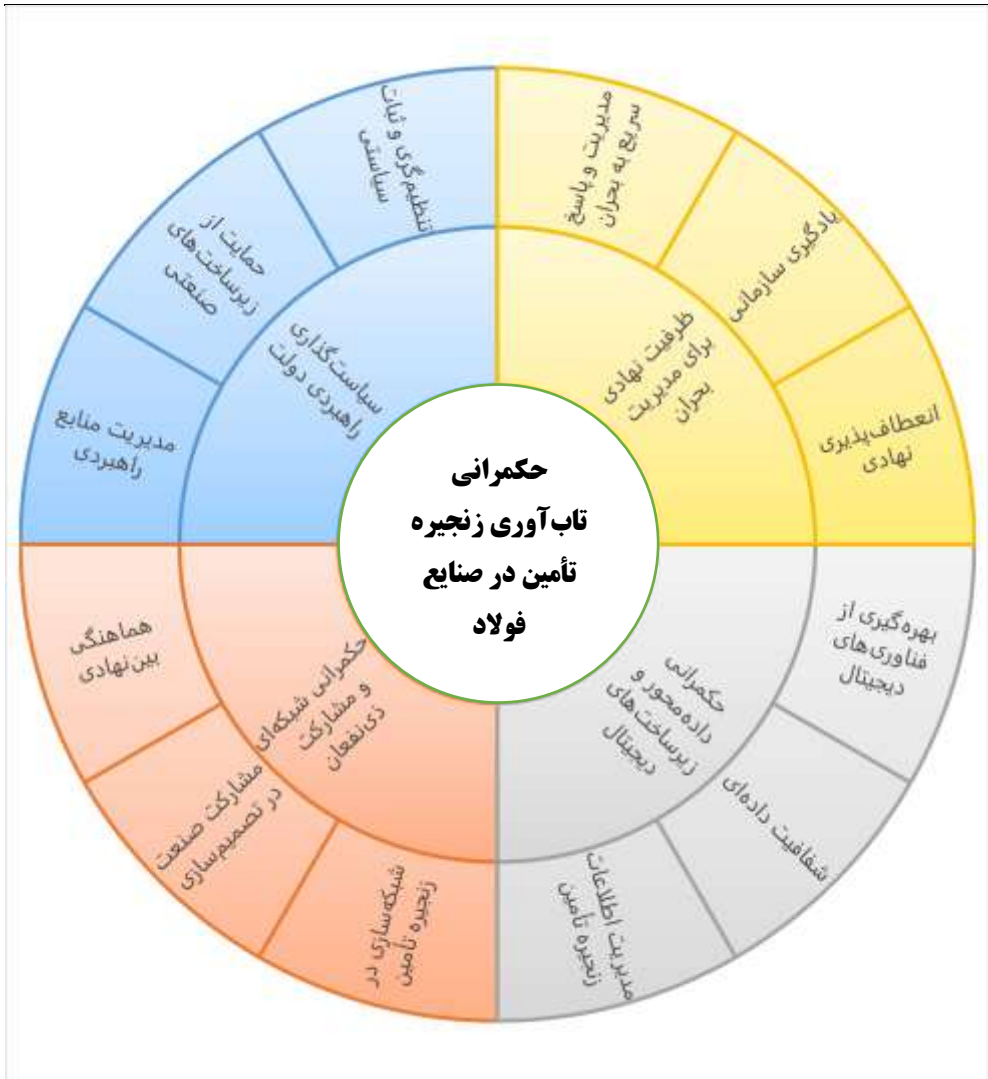 تنظیم‌گری و ثبات
سیاستی
حمایت از
زیرساخت‌های
صنعتی
مدیریت منابع
راهبردی
سیاست‌گذاری
راهبردی دولت
مدیریت و پاسخ
سریع به بحران
یادگیری سازمانی
انعطاف‌پذیری
نهادی
ظرفیت نهادی
برای مدیریت
بحران
حکمرانی
تاب‌آوری زنجیره
تأمین در صنایع
فولاد
هماهنگی
بین‌نهادی
مشارکت صنعت
در تصمیم‌سازی
شبکه‌سازی در
زنجیره تأمین
حکمرانی شبکه‌ای
و مشارکت
ذی‌نفعان
حکمرانی
داده‌محور و
زیرساخت‌های
دیجیتال
بهره‌گیری از
فناوری‌های
دیجیتال
شفافیت داده‌ای
مدیریت اطلاعات
زنجیره تأمین